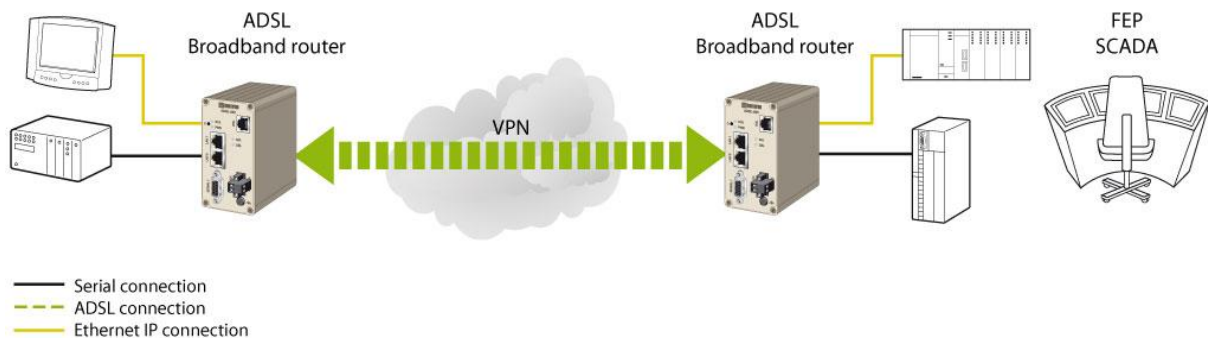 ADSL
Broadband router
ADSL
Broadband router
FEP
SCADA
VPN
Serial connection
ADSL connection
Ethernet IP connection